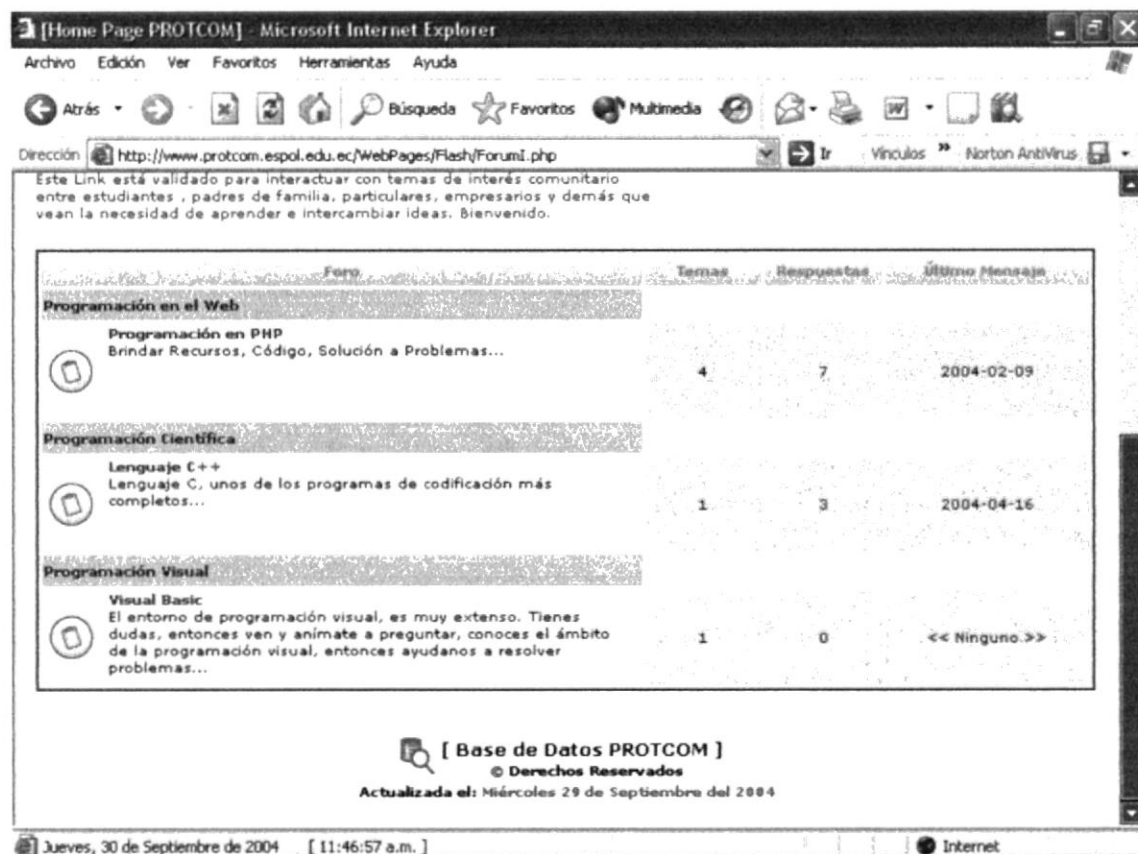 [Home Page PROTCOM] - Microsoft Internet Explorer
Archivo Edición Ver Favoritos Herramientas Ayuda
Atrás Búsqueda Favoritos Multimedia
Dirección http://www.protcom.espol.edu.ec/WebPages/Flash/ForumI.php Ir Vínculos » Norton AntiVirus
Este Link está validado para interactuar con temas de interés comunitario
entre estudiantes , padres de familia, particulares, empresarios y demás que
vean la necesidad de aprender e intercambiar ideas. Bienvenido.
Foro Temas Respuestas Último Mensaje
Programación en el Web
Programación en PHP
Brindar Recursos, Código, Solución a Problemas...
4 7 2004-02-09
Programación Científica
Lenguaje C++
Lenguaje C, unos de los programas de codificación más
completos...
1 3 2004-04-16
Programación Visual
Visual Basic
El entorno de programación visual, es muy extenso. Tienes
dudas, entonces ven y anímate a preguntar, conoces el ámbito
de la programación visual, entonces ayudanos a resolver
problemas...
1 0 << Ninguno >>
[ Base de Datos PROTCOM ]
© Derechos Reservados
Actualizada el: Miércoles 29 de Septiembre del 2004
Jueves, 30 de Septiembre de 2004 [ 11:46:57 a.m. ] Internet